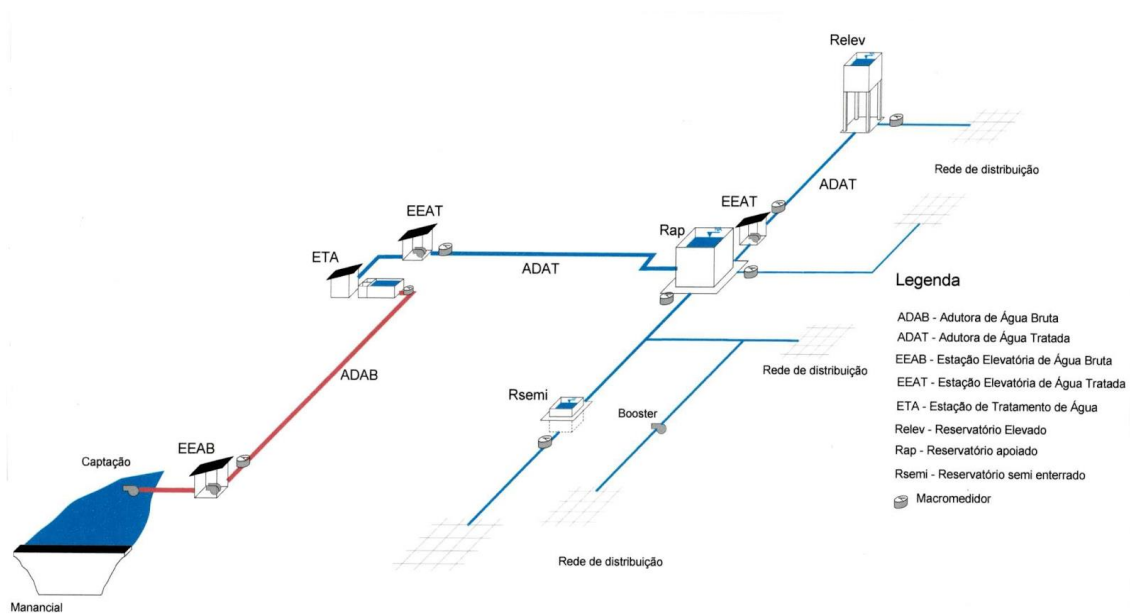 Relev
Rede de distribuição
ADAT
EEAT
Rap
EEAT
ETA
ADAT
ADAB
Rede de distribuição
Rsemi
Booster
EEAB
Captação
Rede de distribuição
Manancial
Legenda
ADAB - Adutora de Água Bruta
ADAT - Adutora de Água Tratada
EEAB - Estação Elevatória de Água Bruta
EEAT - Estação Elevatória de Água Tratada
ETA - Estação de Tratamento de Água
Relev - Reservatório Elevado
Rap - Reservatório apoiado
Rsemi - Reservatório semi enterrado
Macromedidor